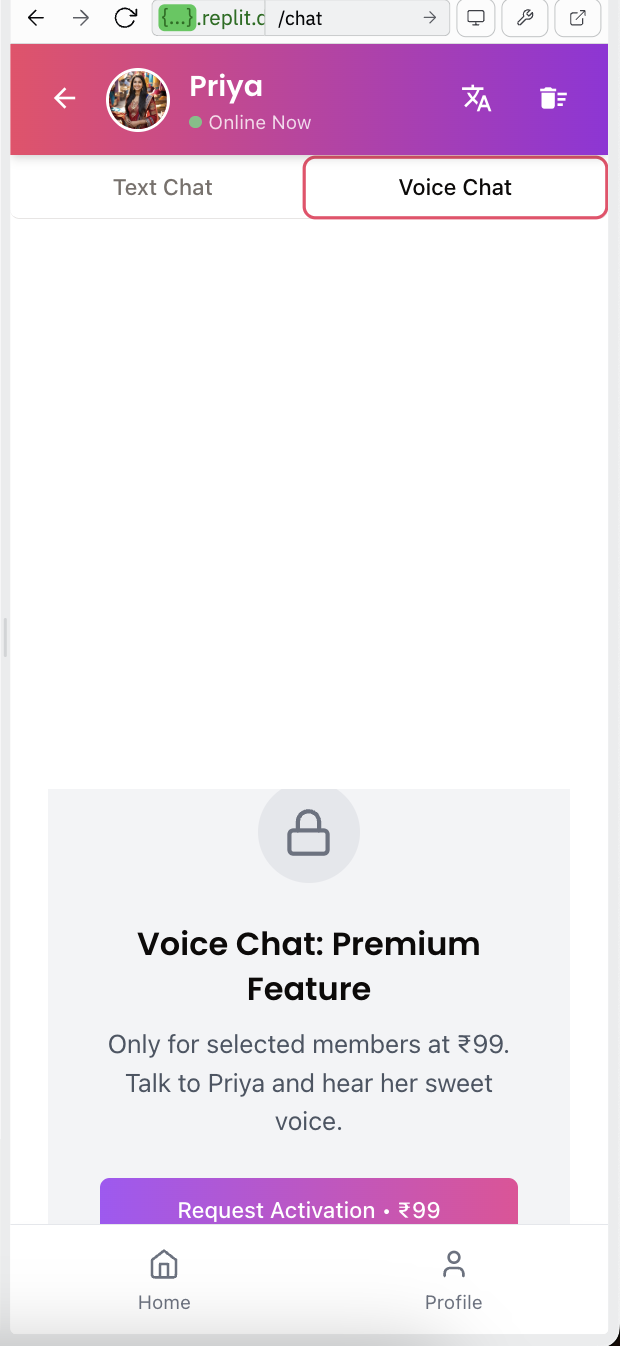 {...}.replit.d /chat
Priya
Online Now
Text Chat
Voice Chat
Voice Chat: Premium
Feature
Only for selected members at ₹99.
Talk to Priya and hear her sweet
voice.
Request Activation • ₹99
Home
Profile